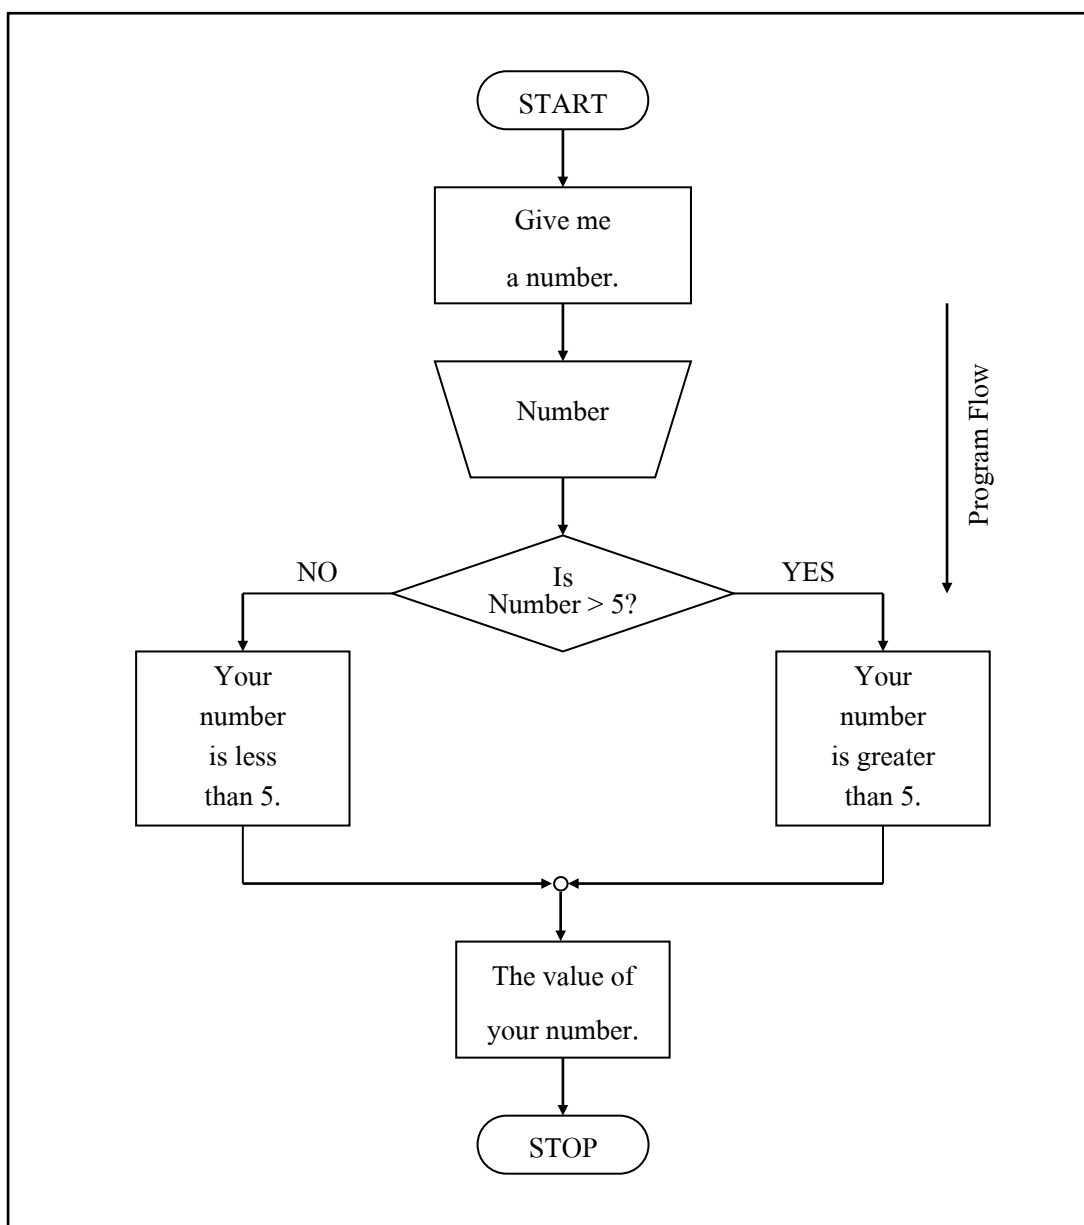 START
Give me
a number.
Number
Program Flow
NO
Is
Number > 5?
YES
Your
number
is less
than 5.
Your
number
is greater
than 5.
The value of
your number.
STOP